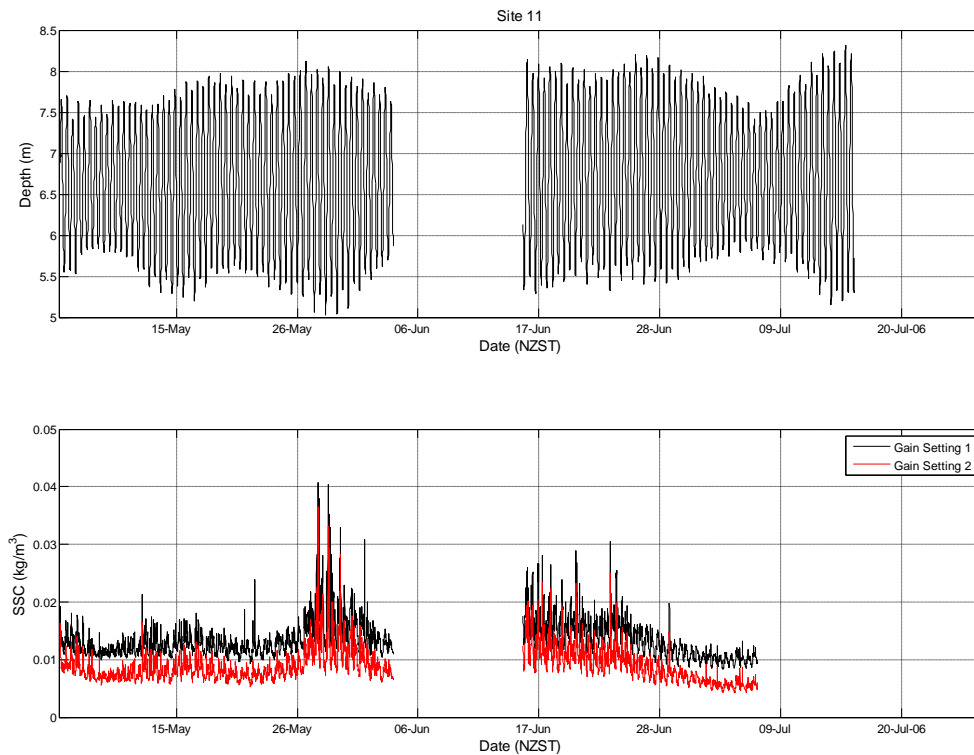 Site 11
8.5
8
7.5
7
6.5
6
5.5
5
Depth (m)
15-May 26-May 06-Jun 17-Jun 28-Jun 09-Jul 20-Jul-06
Date (NZST)
0.05
0.04
0.03
0.02
0.01
0
SSC (kg/m³)
Gain Setting 1
Gain Setting 2
15-May 26-May 06-Jun 17-Jun 28-Jun 09-Jul 20-Jul-06
Date (NZST)